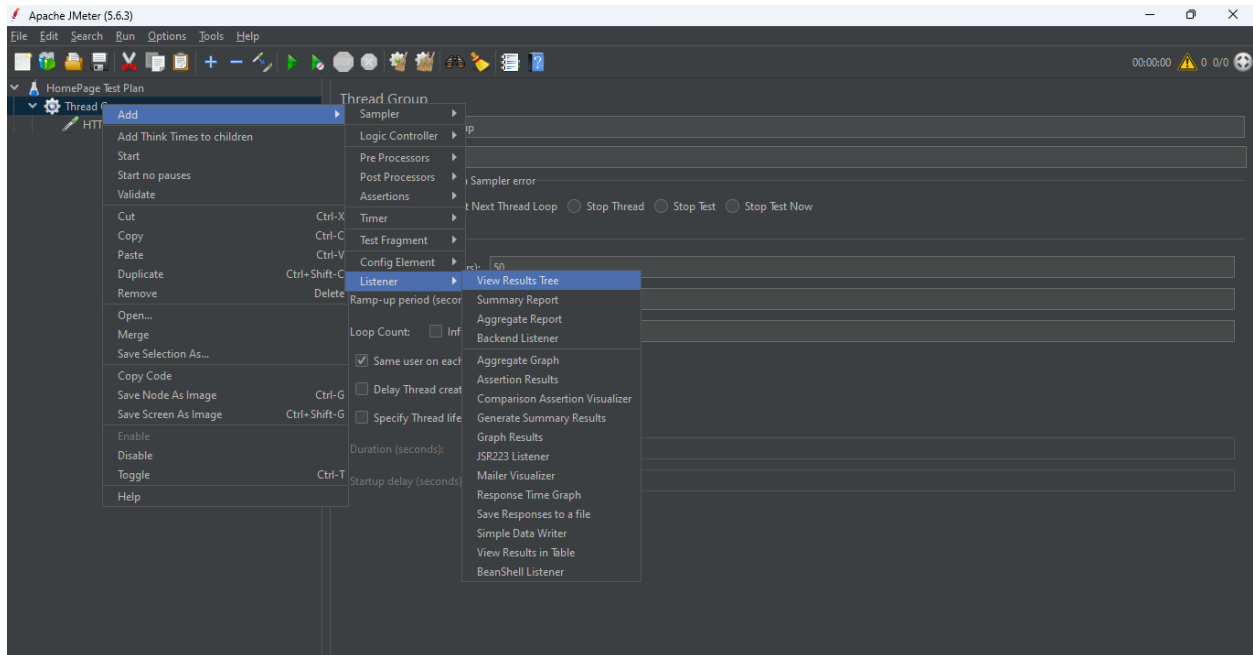 Apache JMeter (5.6.3)
File Edit Search Run Options Tools Help
00:00:00 0 0/0
HomePage Test Plan
Thread
HTT
Add
Add Think Times to children
Start
Start no pauses
Validate
Cut Ctrl-X
Copy Ctrl-C
Paste Ctrl-V
Duplicate Ctrl+Shift-C
Remove Delete
Open...
Merge
Save Selection As...
Copy Code
Save Node As Image Ctrl-G
Save Screen As Image Ctrl+Shift-G
Enable
Disable
Toggle Ctrl-T
Help
Sampler
Logic Controller
Pre Processors
Post Processors
Assertions
Timer
Test Fragment
Config Element
Listener
View Results Tree
Summary Report
Aggregate Report
Backend Listener
Aggregate Graph
Assertion Results
Comparison Assertion Visualizer
Generate Summary Results
Graph Results
JSR223 Listener
Mailer Visualizer
Response Time Graph
Save Responses to a file
Simple Data Writer
View Results in Table
BeanShell Listener
Thread Group
up
Sampler error
t Next Thread Loop Stop Thread Stop Test Stop Test Now
rs): 50
Ramp-up period (secon
Loop Count: Inf
Same user on each
Delay Thread creat
Specify Thread life
Duration (seconds):
Startup delay (seconds)